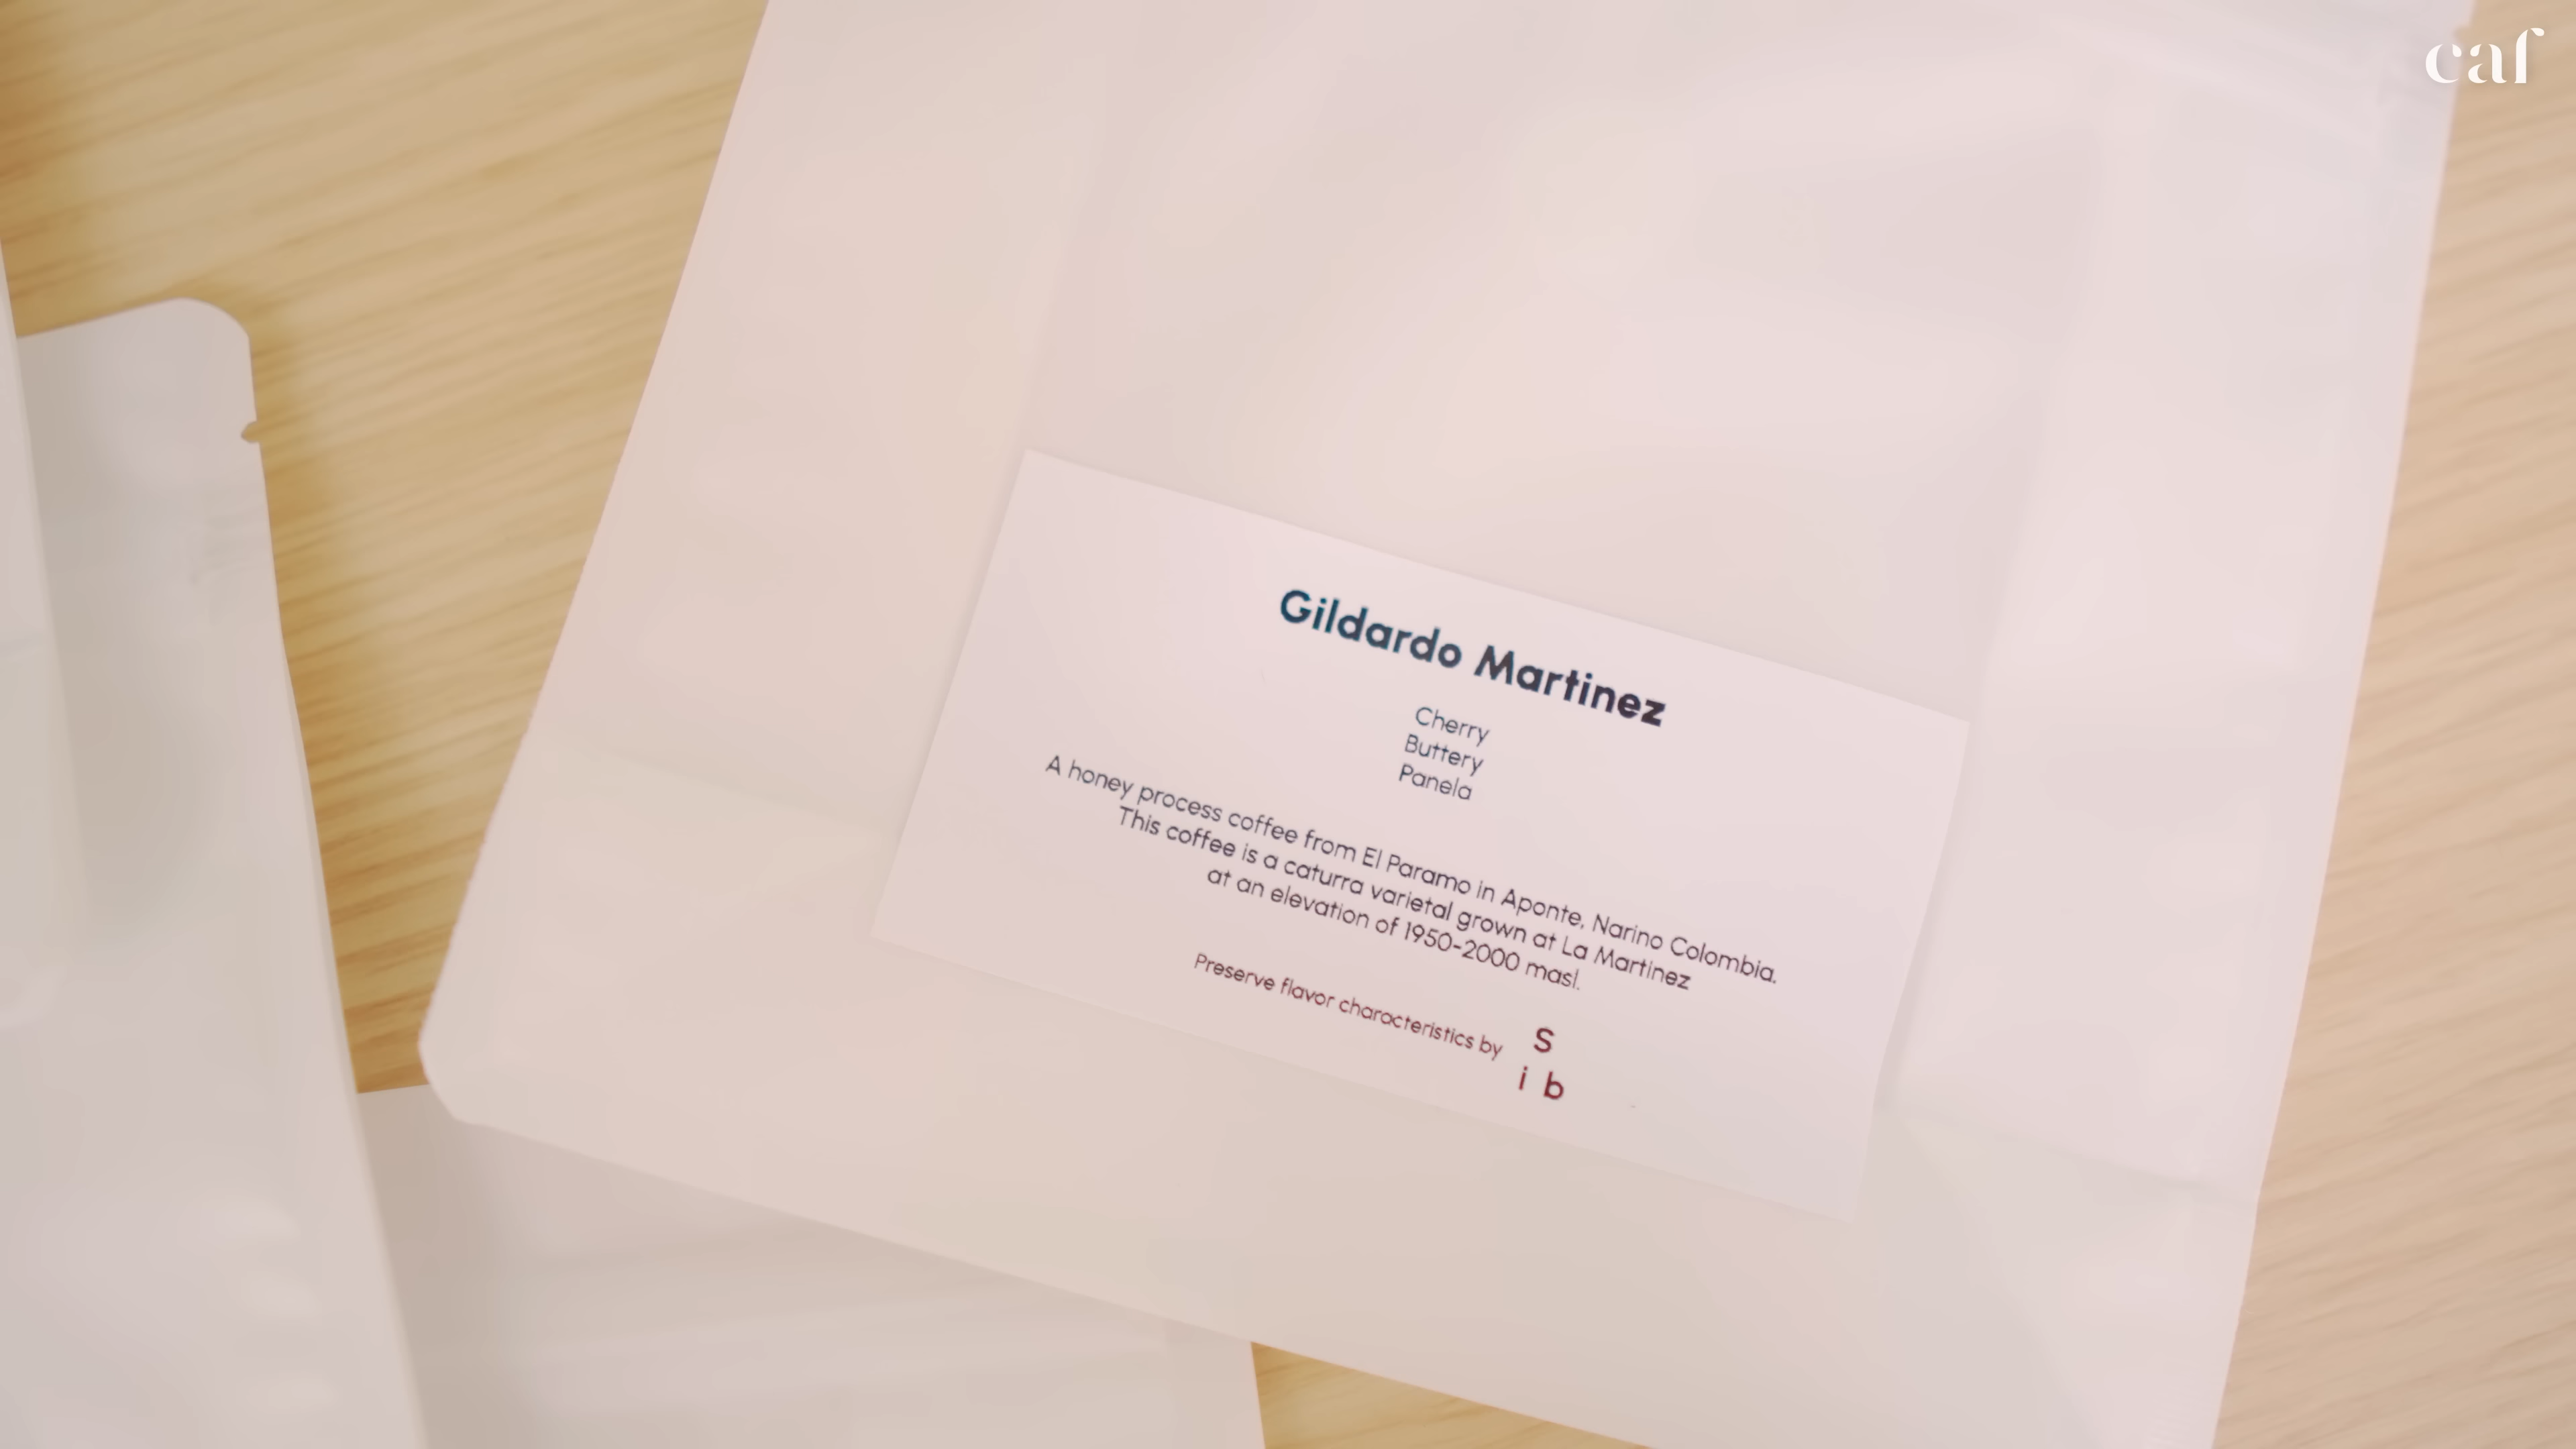 caf
Gildardo Martinez
Cherry
Buttery
Panela
A honey process coffee from El Paramo in Aponte, Narino Colombia.
This coffee is a caturra varietal grown at La Martinez
at an elevation of 1950-2000 masl.
Preserve flavor characteristics by
s
i b